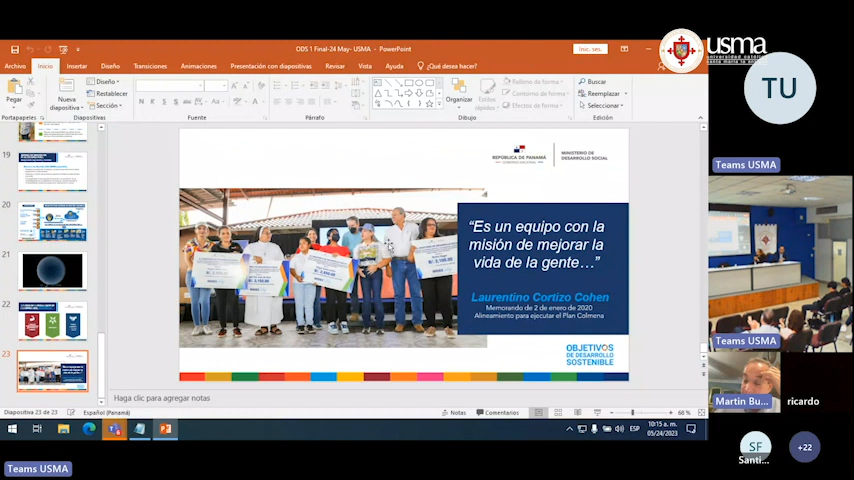 ODS 1 Final-24 May- USMA - PowerPoint
Inic. ses.
usma
Archivo Inicio Insertar Diseño Transiciones Animaciones Presentación con diapositivas Revisar Vista Ayuda ¿Qué desea hacer?
Pegar
Nueva
diapositiva
Diseño
Restablecer
Sección
N K S
Organizar
Estilos
rápidos
Relleno de forma
Contorno de forma
Efectos de forma
Buscar
Reemplazar
Seleccionar
Portapapeles Diapositivas Fuente Párrafo Dibujo Edición
19
20
21
22
23
REPÚBLICA DE PANAMÁ
GOBIERNO NACIONAL
MINISTERIO DE
DESARROLLO SOCIAL
“Es un equipo con la
misión de mejorar la
vida de la gente…”
Laurentino Cortizo Cohen
Memorando de 2 de enero de 2020
Alineamiento para ejecutar el Plan Colmena
OBJETIVOS
DE DESARROLLO
SOSTENIBLE
Haga clic para agregar notas
Diapositiva 23 de 23 Español (Panamá) Notas Comentarios 68 %
ESP
10:15 a. m.
05/24/2023
Teams USMA
TU
Teams USMA
Teams USMA
Martin Bu...
ricardo
SF
Santi...
+22